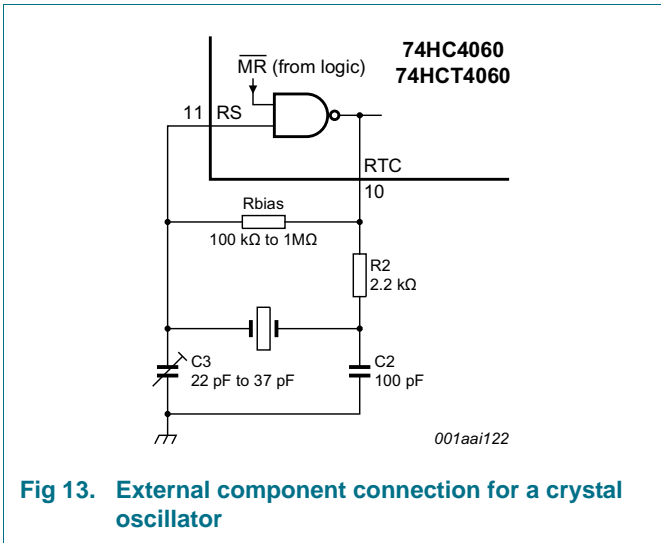 74HC4060
74HCT4060
MR (from logic)
11 RS
RTC
10
Rbias
100 kΩ to 1MΩ
R2
2.2 kΩ
C3
22 pF to 37 pF
C2
100 pF
001aai122
Fig 13. External component connection for a crystal
oscillator